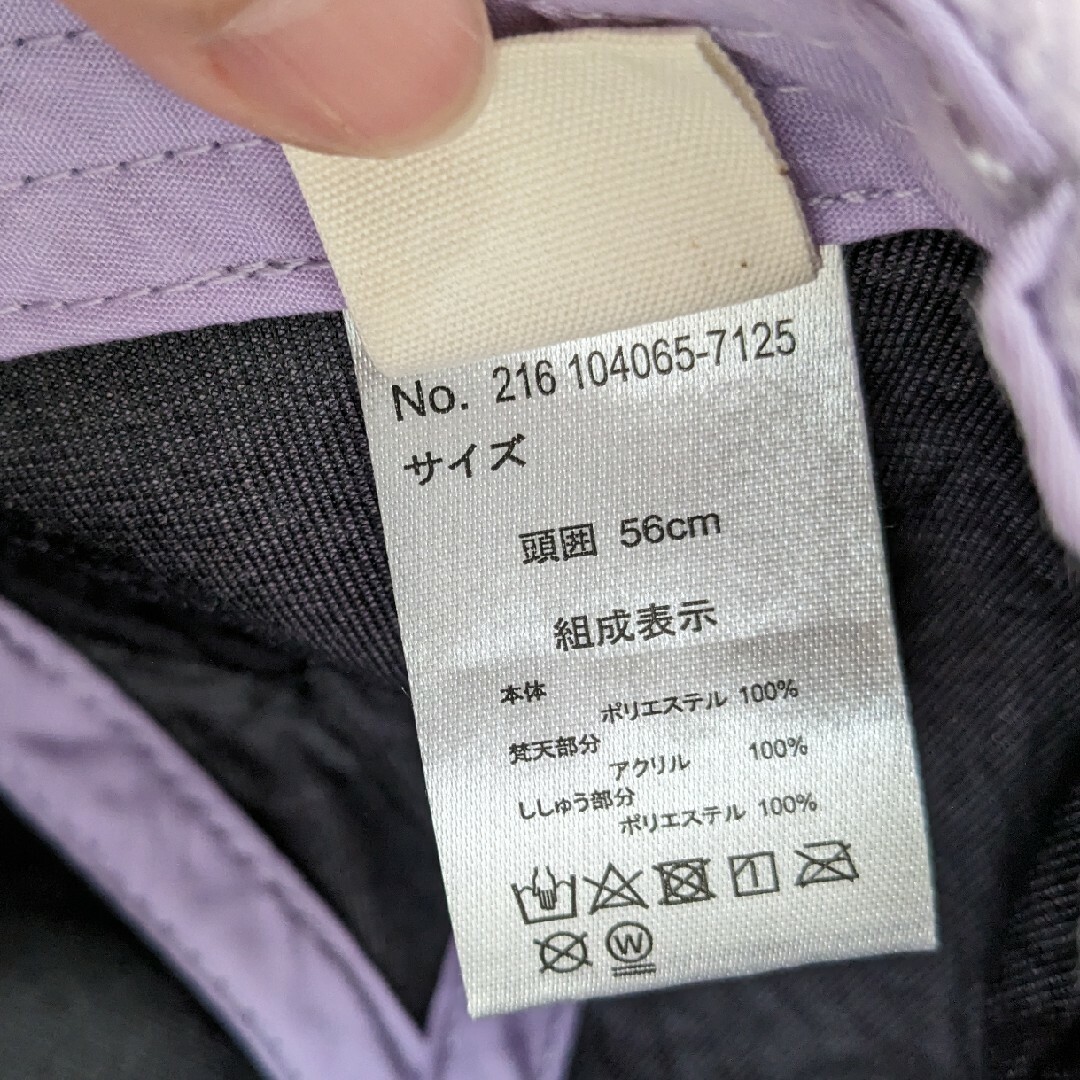 No. 216 104065-7125
サイズ
頭囲 56cm
組成表示
本体
ポリエステル 100%
梵天部分
アクリル 100%
ししゅう部分
ポリエステル 100%
W